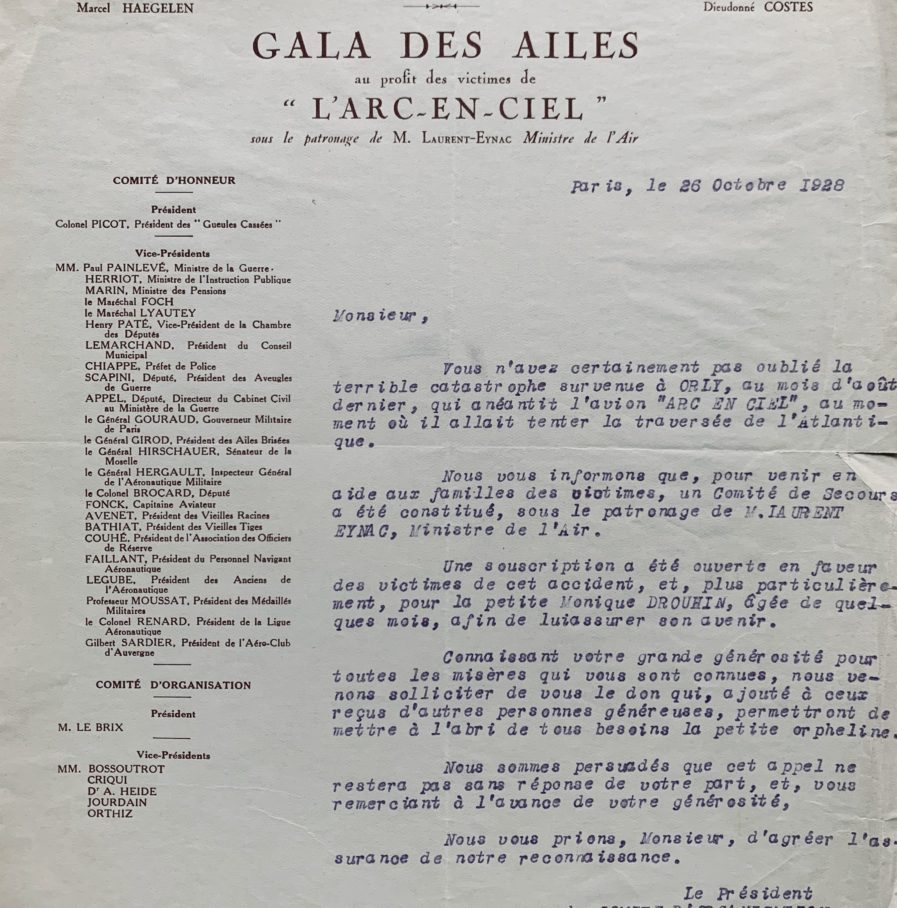 Marcel HAEGELEN
Dieudonné COSTES
GALA DES AILES
au profit des victimes de
“ L'ARC-EN-CIEL ”
sous le patronage de M. LAURENT-EYNAC Ministre de l'Air
COMITÉ D'HONNEUR
Président
Colonel PICOT, Président des “ Gueules Cassées ”
Vice-Présidents
MM. Paul PAINLEVÉ, Ministre de la Guerre.
HERRIOT, Ministre de l'Instruction Publique
MARIN, Ministre des Pensions
le Maréchal FOCH
le Maréchal LYAUTEY
Henry PATÉ, Vice-Président de la Chambre
des Députés
LEMARCHAND, Président du Conseil
Municipal
CHIAPPE, Préfet de Police
SCAPINI, Député, Président des Aveugles
de Guerre
APPEL, Député, Directeur du Cabinet Civil
au Ministère de la Guerre
le Général GOURAUD, Gouverneur Militaire
de Paris
le Général GIROD, Président des Ailes Brisées
le Général HIRSCHAUER, Sénateur de la
Moselle
le Général HERGAULT, Inspecteur Général
de l'Aéronautique Militaire
le Colonel BROCARD, Député
FONCK, Capitaine Aviateur
AVENET, Président des Vieilles Racines
BATHIAT, Président des Vieilles Tiges
COUHÉ, Président de l'Association des Officiers
de Réserve
FAILLANT, Président du Personnel Navigant
Aéronautique
LEGUBE, Président des Anciens de
l'Aéronautique
Professeur MOUSSAT, Président des Médaillés
Militaires
le Colonel RENARD, Président de la Ligue
Aéronautique
Gilbert SARDIER, Président de l'Aéro-Club
d'Auvergne
COMITÉ D'ORGANISATION
Président
M. LE BRIX
Vice-Présidents
MM. BOSSOUTROT
CRIQUI
Dr A. HEIDE
JOURDAIN
ORTHIZ
Paris, le 26 Octobre 1928
Monsieur,
Vous n'avez certainement pas oublié la
terrible catastrophe survenue à ORLY, au mois d'août
dernier, qui anéantit l'avion "ARC EN CIEL", au mo-
ment où il allait tenter la traversée de l'Atlanti-
que.
Nous vous informons que, pour venir en
aide aux familles des victimes, un Comité de Secours
a été constitué, sous le patronage de M.LAURENT
EYNAC, Ministre de l'Air.
Une souscription a été ouverte en faveur
des victimes de cet accident, et, plus particulière-
ment, pour la petite Monique DROUHIN, âgée de quel-
ques mois, afin de luiassurer son avenir.
Connaissant votre grande générosité pour
toutes les misères qui vous sont connues, nous ve-
nons solliciter de vous le don qui, ajouté à ceux
reçus d'autres personnes généreuses, permettront de
mettre à l'abri de tous besoins la petite orpheline.
Nous sommes persuadés que cet appel ne
restera pas sans réponse de votre part, et, vous
remerciant à l'avance de votre générosité,
Nous vous prions, Monsieur, d'agréer l'as-
surance de notre reconnaissance.
Le Président